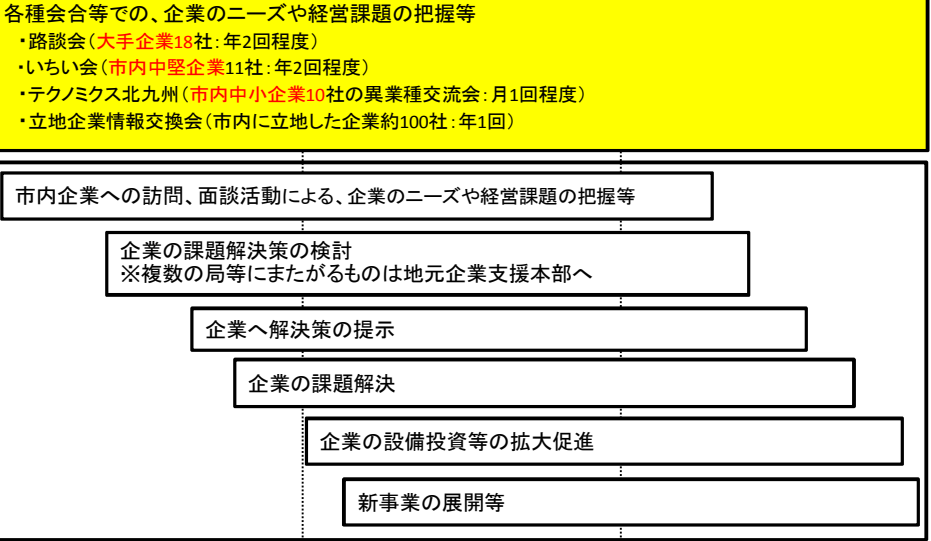 各種会合等での、企業のニーズや経営課題の把握等
・路談会（大手企業18社：年2回程度）
・いちい会（市内中堅企業11社：年2回程度）
・テクノミクス北九州（市内中小企業10社の異業種交流会：月1回程度）
・立地企業情報交換会（市内に立地した企業約100社：年1回）
市内企業への訪問、面談活動による、企業のニーズや経営課題の把握等
企業の課題解決策の検討
※複数の局等にまたがるものは地元企業支援本部へ
企業へ解決策の提示
企業の課題解決
企業の設備投資等の拡大促進
新事業の展開等